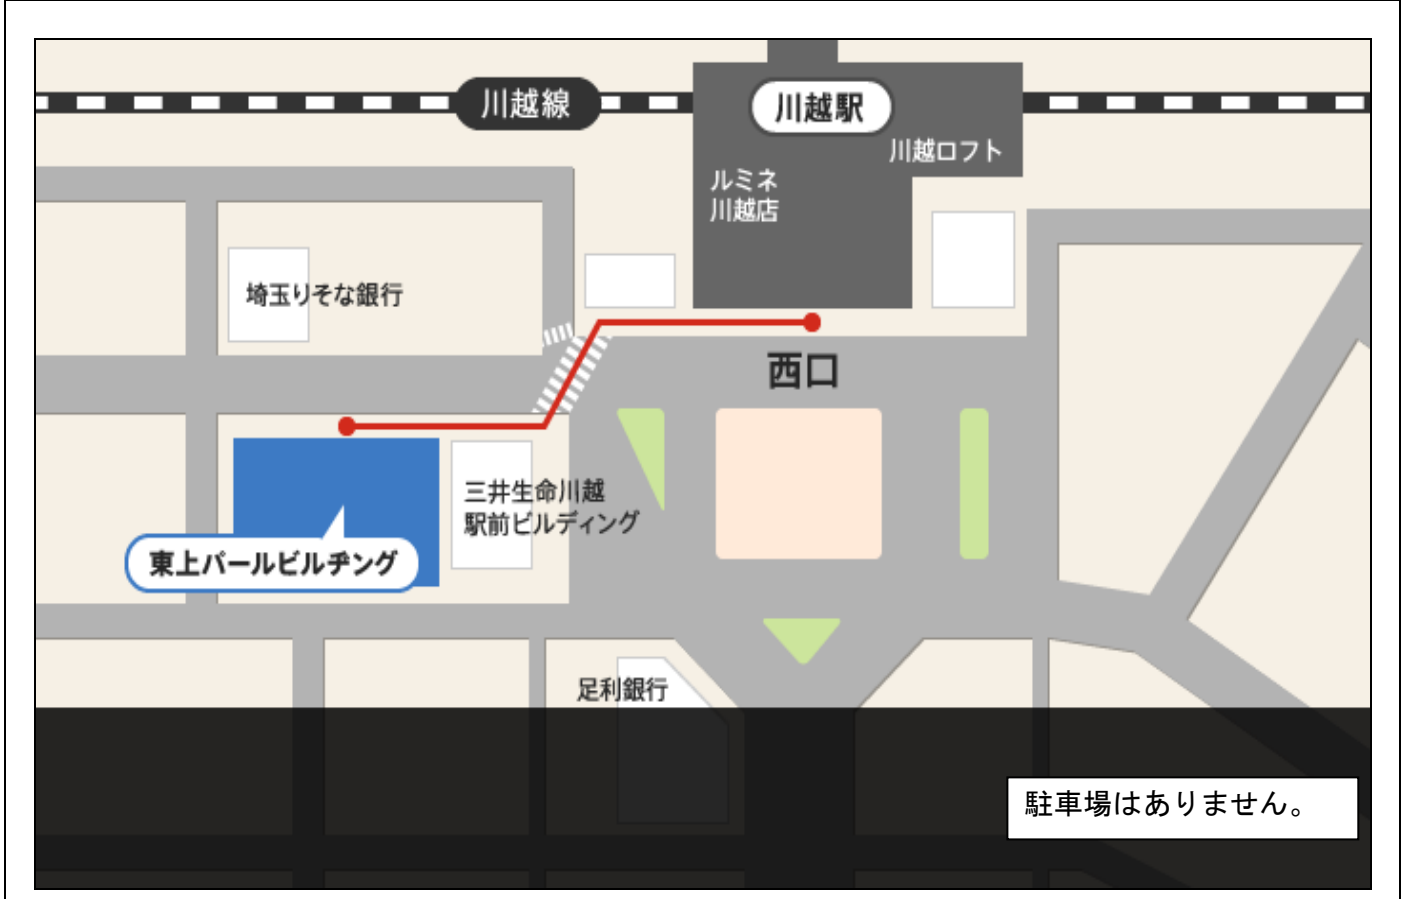 川越線
川越駅
川越ロフト
ルミネ
川越店
埼玉りそな銀行
西口
三井生命川越
駅前ビルディング
東上パールビルヂング
足利銀行
駐車場はありません。